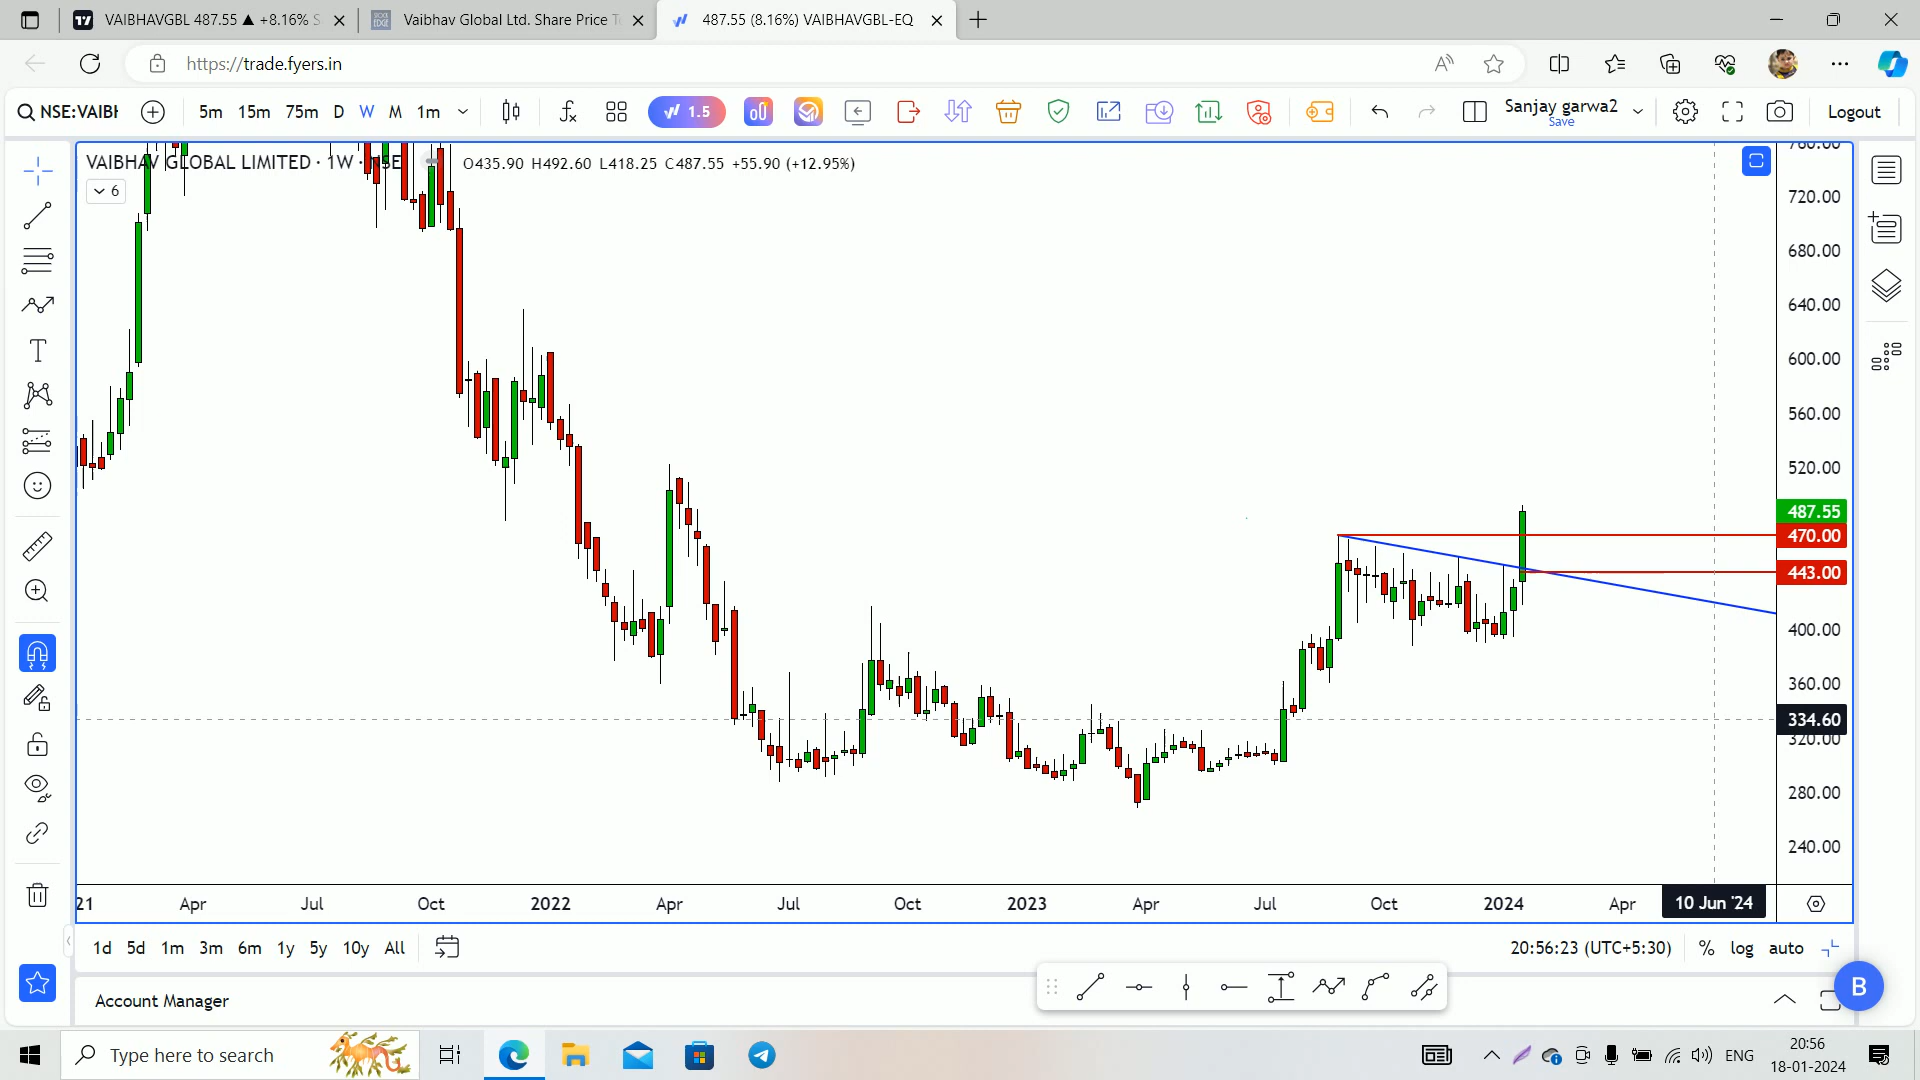 VAIBHAVGBL 487.55 ▲ +8.16%
Vaibhav Global Ltd. Share Price
487.55 (8.16%) VAIBHAVGBL-EQ
https://trade.fyers.in
NSE:VAIBH
5m 15m 75m D W M 1m
1.5
Sanjay garwa2
Save
Logout
VAIBHAV GLOBAL LIMITED · 1W · NSE
O435.90 H492.60 L418.25 C487.55 +55.90 (+12.95%)
6
760.00
720.00
680.00
640.00
600.00
560.00
520.00
487.55
470.00
443.00
400.00
360.00
334.60
320.00
280.00
240.00
21 Apr Jul Oct 2022 Apr Jul Oct 2023 Apr Jul Oct 2024 Apr 10 Jun '24
1d 5d 1m 3m 6m 1y 5y 10y All
20:56:23 (UTC+5:30) % log auto
Account Manager
B
Type here to search
ENG
20:56
18-01-2024